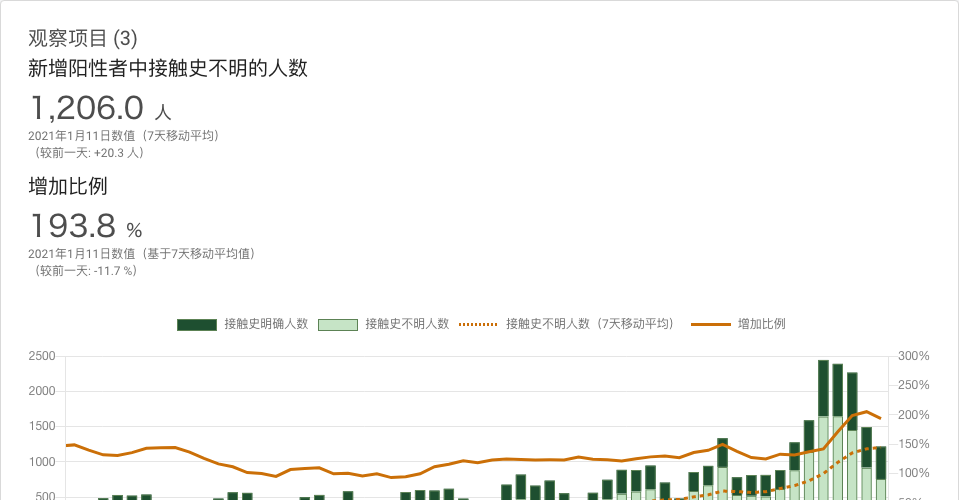 观察项目 (3)
新增阳性者中接触史不明的人数
1,206.0 人
2021年1月11日数值（7天移动平均）
（较前一天: +20.3 人）
增加比例
193.8 %
2021年1月11日数值（基于7天移动平均值）
（较前一天: -11.7 %）
接触史明确人数 接触史不明人数 接触史不明人数（7天移动平均） 增加比例
2500 300%
250%
2000
200%
1500
150%
1000
100%
500